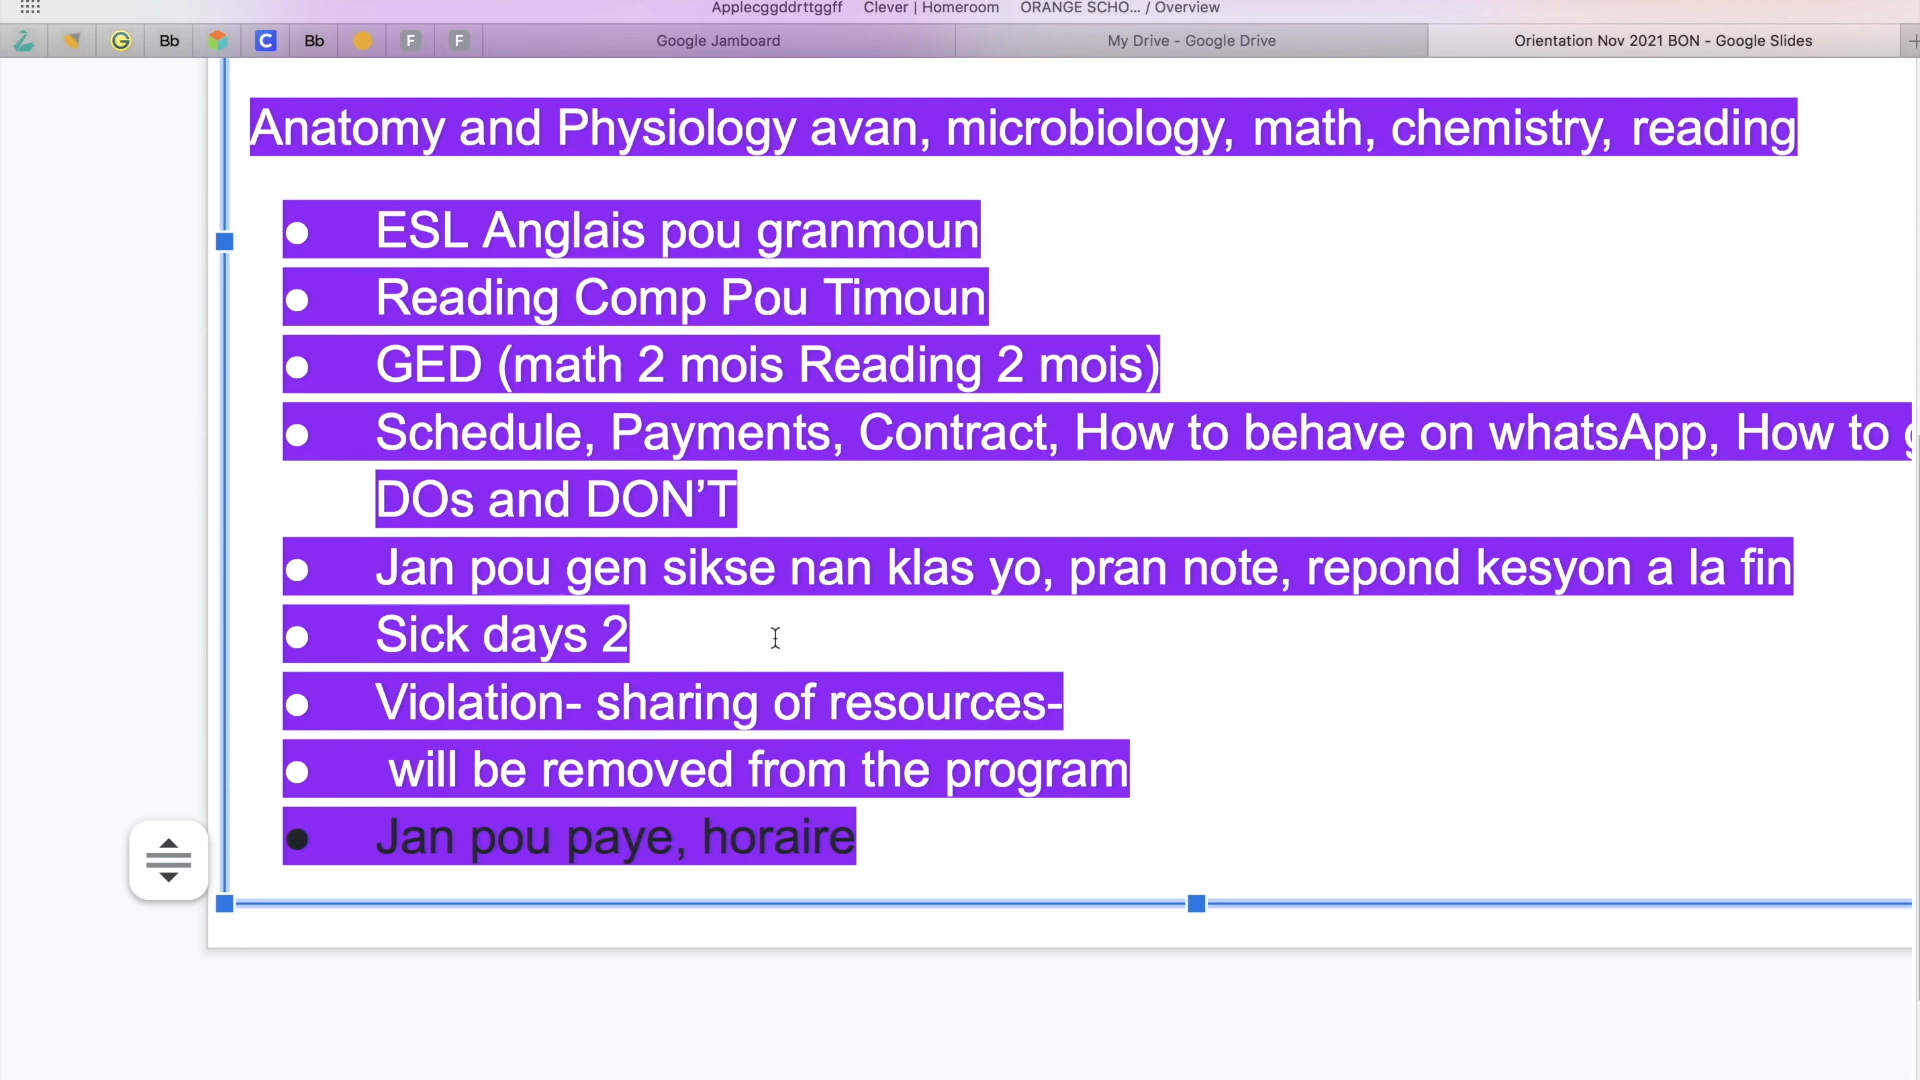 Applecggddrttggff Clever | Homeroom ORANGE SCHO... / Overview
G Bb C Bb F F Google Jamboard My Drive - Google Drive Orientation Nov 2021 BON - Google Slides
Anatomy and Physiology avan, microbiology, math, chemistry, reading
● ESL Anglais pou granmoun
● Reading Comp Pou Timoun
● GED (math 2 mois Reading 2 mois)
● Schedule, Payments, Contract, How to behave on whatsApp, How to
DOs and DON’T
● Jan pou gen sikse nan klas yo, pran note, repond kesyon a la fin
● Sick days 2
● Violation- sharing of resources-
● will be removed from the program
● Jan pou paye, horaire